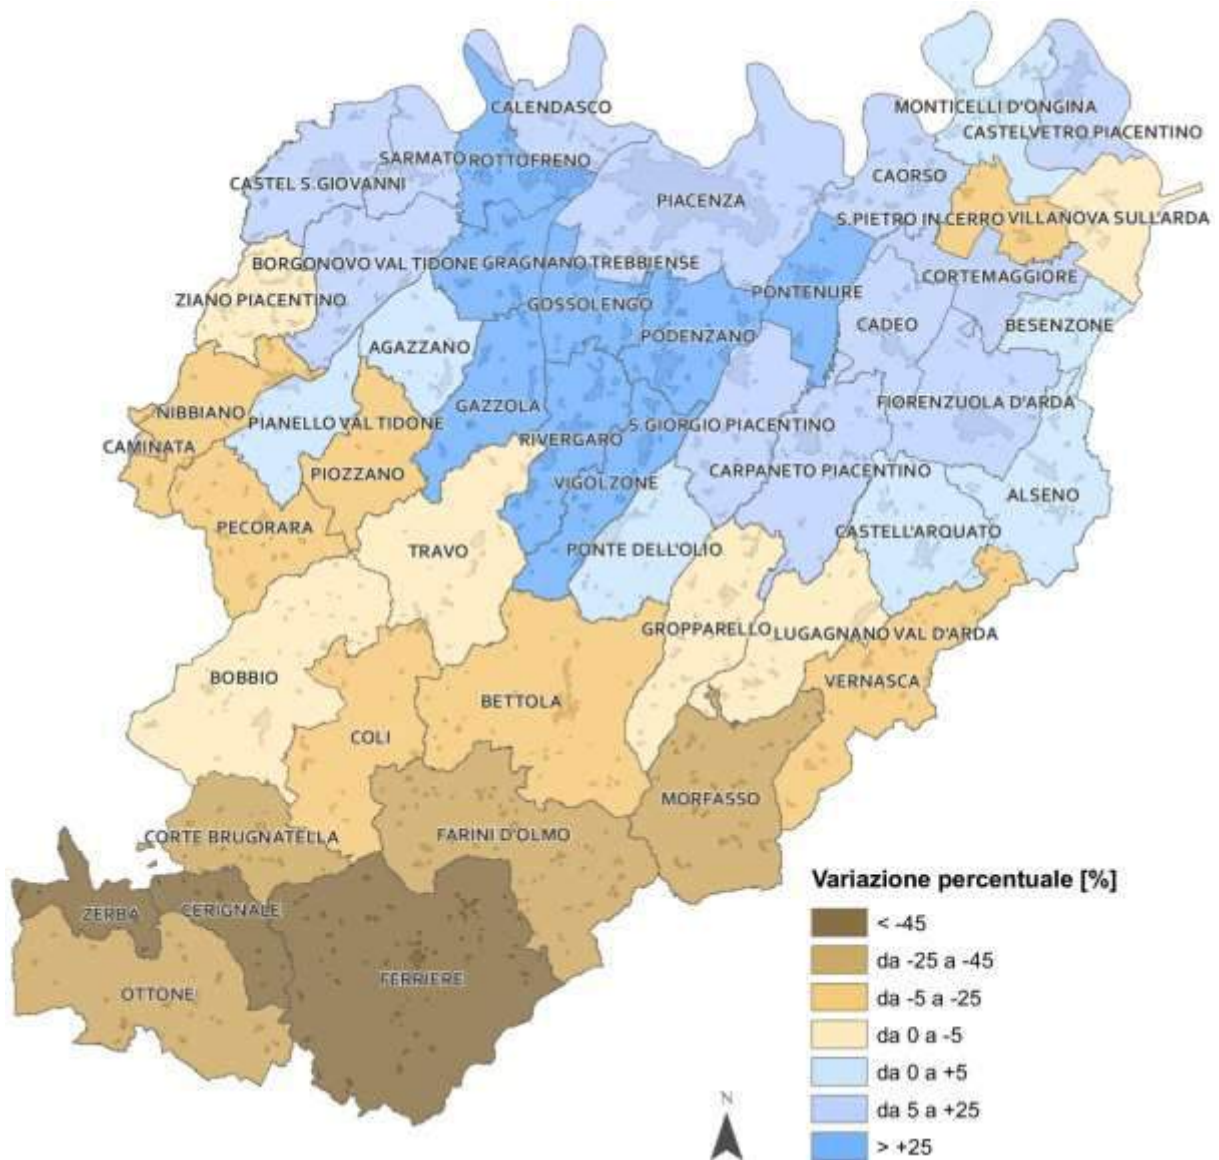 CALENDASCO
MONTICELLI D'ONGINA
CASTELVETRO PIACENTINO
SARMATO
ROTTOFRENO
CASTEL S.GIOVANNI
CAORSO
PIACENZA
S.PIETRO IN CERRO
VILLANOVA SULL'ARDA
BORGONOVO VAL TIDONE
GRAGNANO TREBBIENSE
CORTEMAGGIORE
ZIANO PIACENTINO
GOSSOLENGO
PONTENURE
CADEO
BESENZONE
PODENZANO
AGAZZANO
NIBBIANO
PIANELLO VAL TIDONE
GAZZOLA
FIORENZUOLA D'ARDA
S.GIORGIO PIACENTINO
CAMINATA
RIVERGARO
PIOZZANO
CARPANETO PIACENTINO
VIGOLZONE
ALSENO
PECORARA
CASTELL'ARQUATO
TRAVO
PONTE DELL'OLIO
GROPPARELLO
LUGAGNANO VAL D'ARDA
BOBBIO
VERNASCA
BETTOLA
COLI
MORFASSO
CORTE BRUGNATELLA
FARINI D'OLMO
ZERBA
CERIGNALE
FERRIERE
OTTONE
Variazione percentuale [%]
< -45
da -25 a -45
da -5 a -25
da 0 a -5
da 0 a +5
da 5 a +25
> +25
N